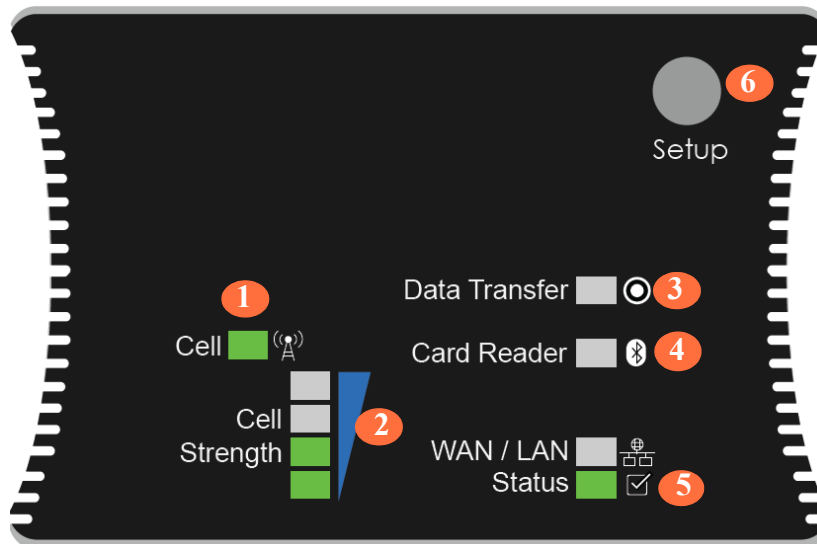 6
Setup
1
Data Transfer 3
Cell
Card Reader 4
Cell
Strength
2
WAN / LAN
Status 5